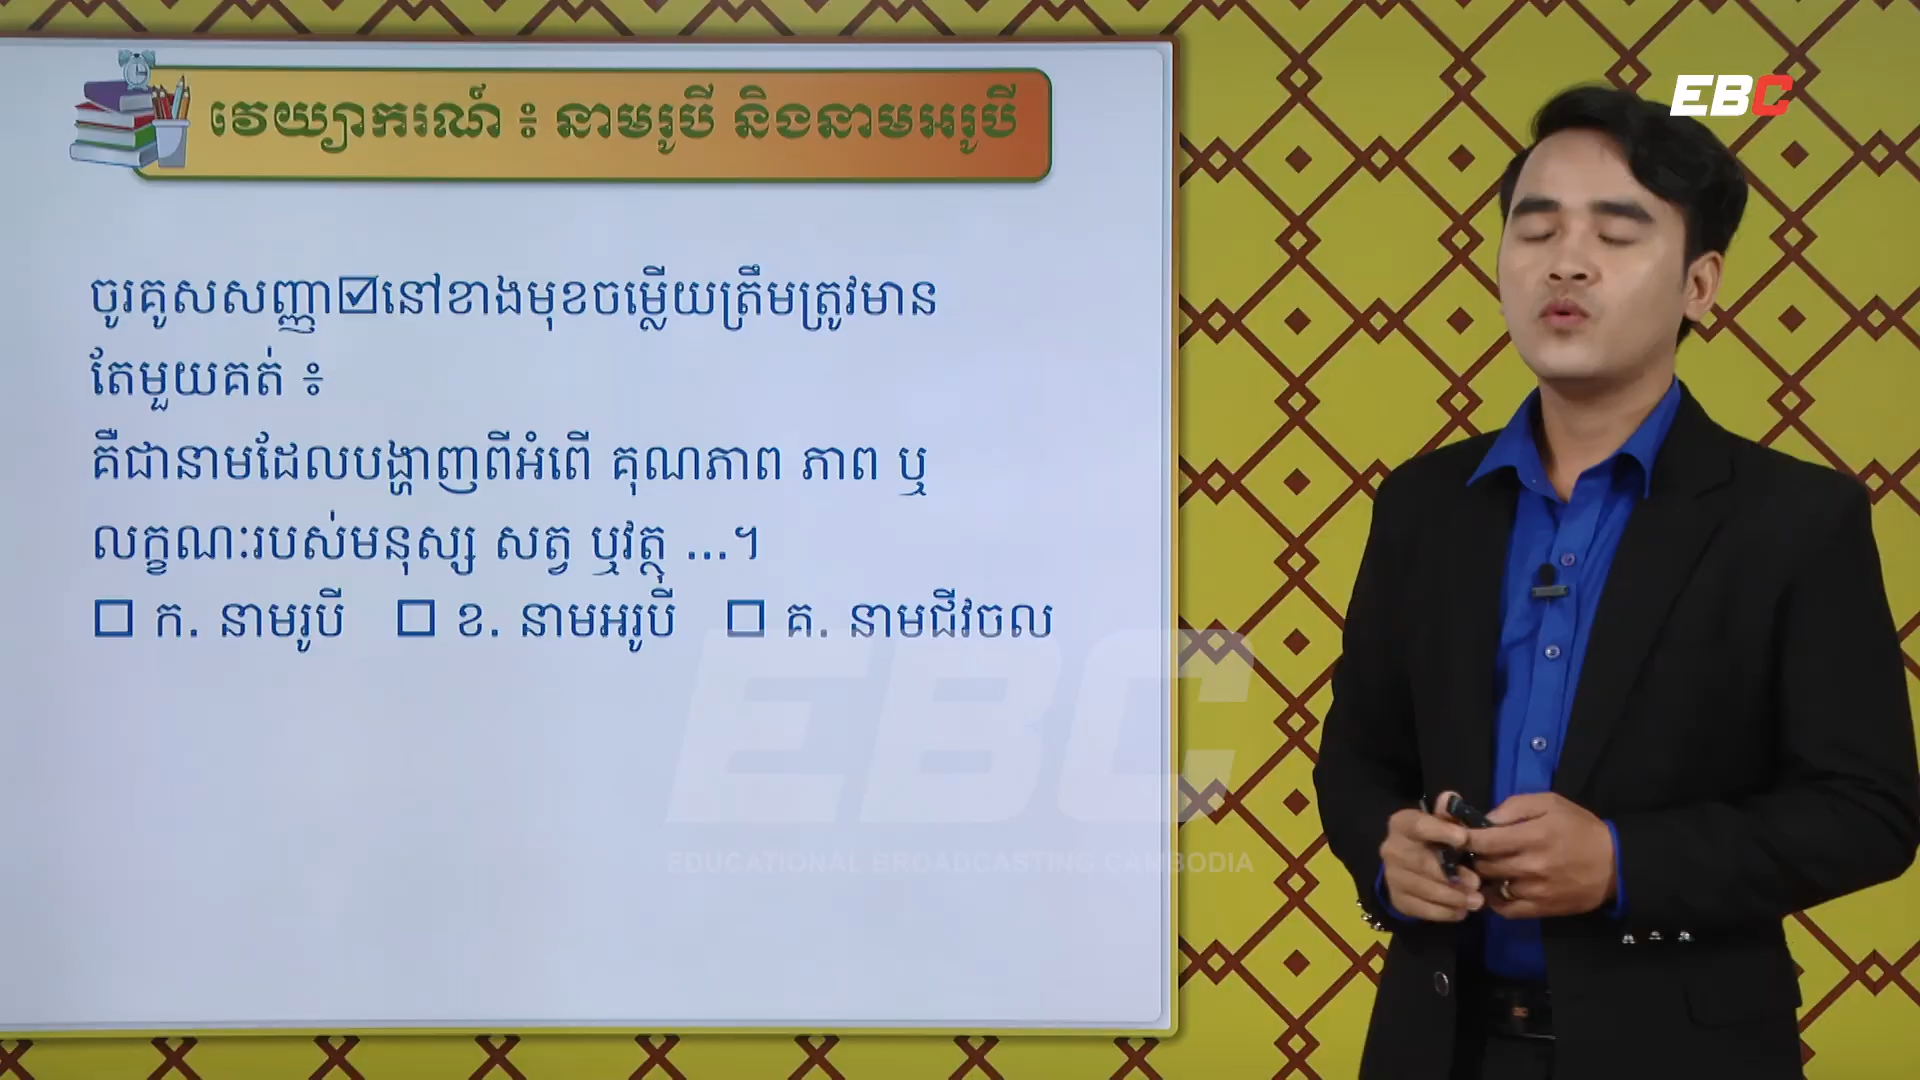 វេយ្យាករណ៍ ៖ នាមរូបី និងនាមអរូបី
EBC
ចូរគូសសញ្ញា☑នៅខាងមុខចម្លើយត្រឹមត្រូវមាន
តែមួយគត់ ៖
គឺជានាមដែលបង្ហាញពីអំពើ គុណភាព ភាព ឬ
លក្ខណៈរបស់មនុស្ស សត្វ ឬវត្ថុ ...។
☐ ក. នាមរូបី ☐ ខ. នាមអរូបី ☐ គ. នាមជីវចល
EBC
EDUCATIONAL BROADCASTING CAMBODIA